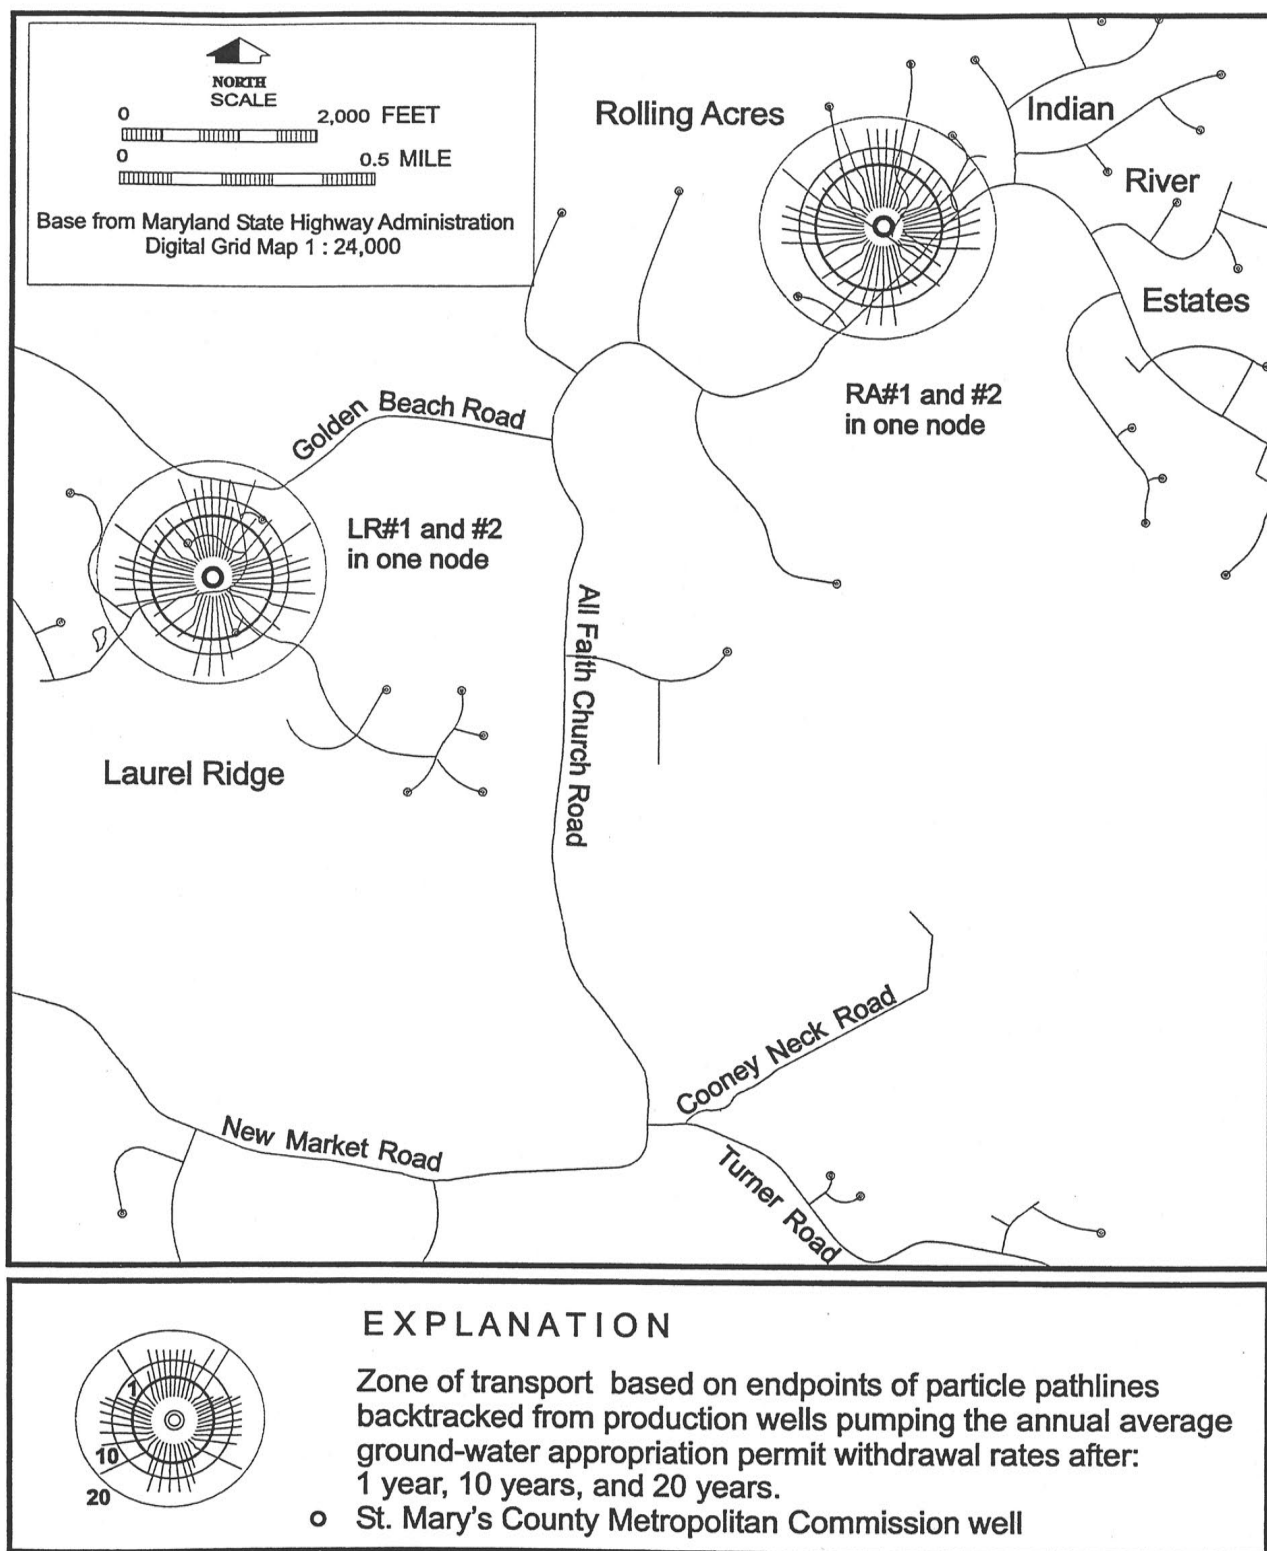 NORTH
SCALE
0 2,000 FEET
0 0.5 MILE
Base from Maryland State Highway Administration
Digital Grid Map 1 : 24,000
Rolling Acres
Indian
River
Estates
RA#1 and #2
in one node
Golden Beach Road
LR#1 and #2
in one node
All Faith Church Road
Laurel Ridge
Cooney Neck Road
New Market Road
Turner Road
EXPLANATION
1
10
20
Zone of transport based on endpoints of particle pathlines
backtracked from production wells pumping the annual average
ground-water appropriation permit withdrawal rates after:
1 year, 10 years, and 20 years.
St. Mary's County Metropolitan Commission well